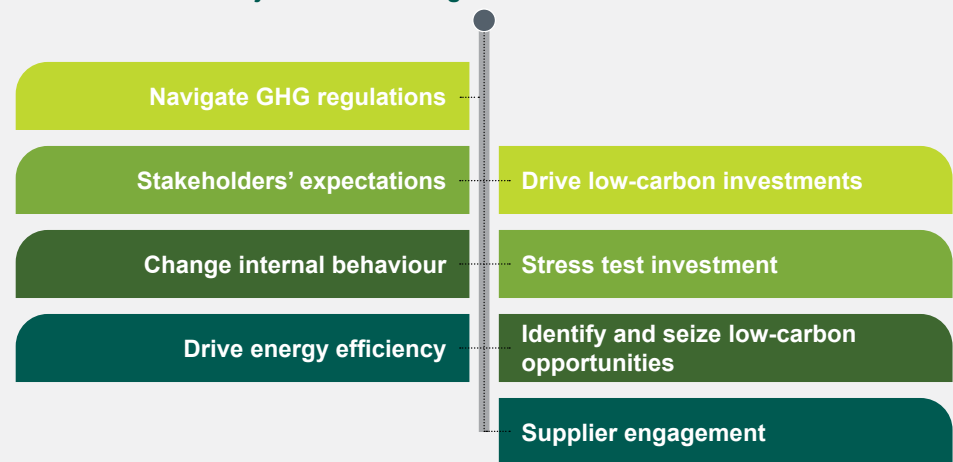 Navigate GHG regulations
Stakeholders’ expectations
Change internal behaviour
Drive energy efficiency
Drive low-carbon investments
Stress test investment
Identify and seize low-carbon
opportunities
Supplier engagement